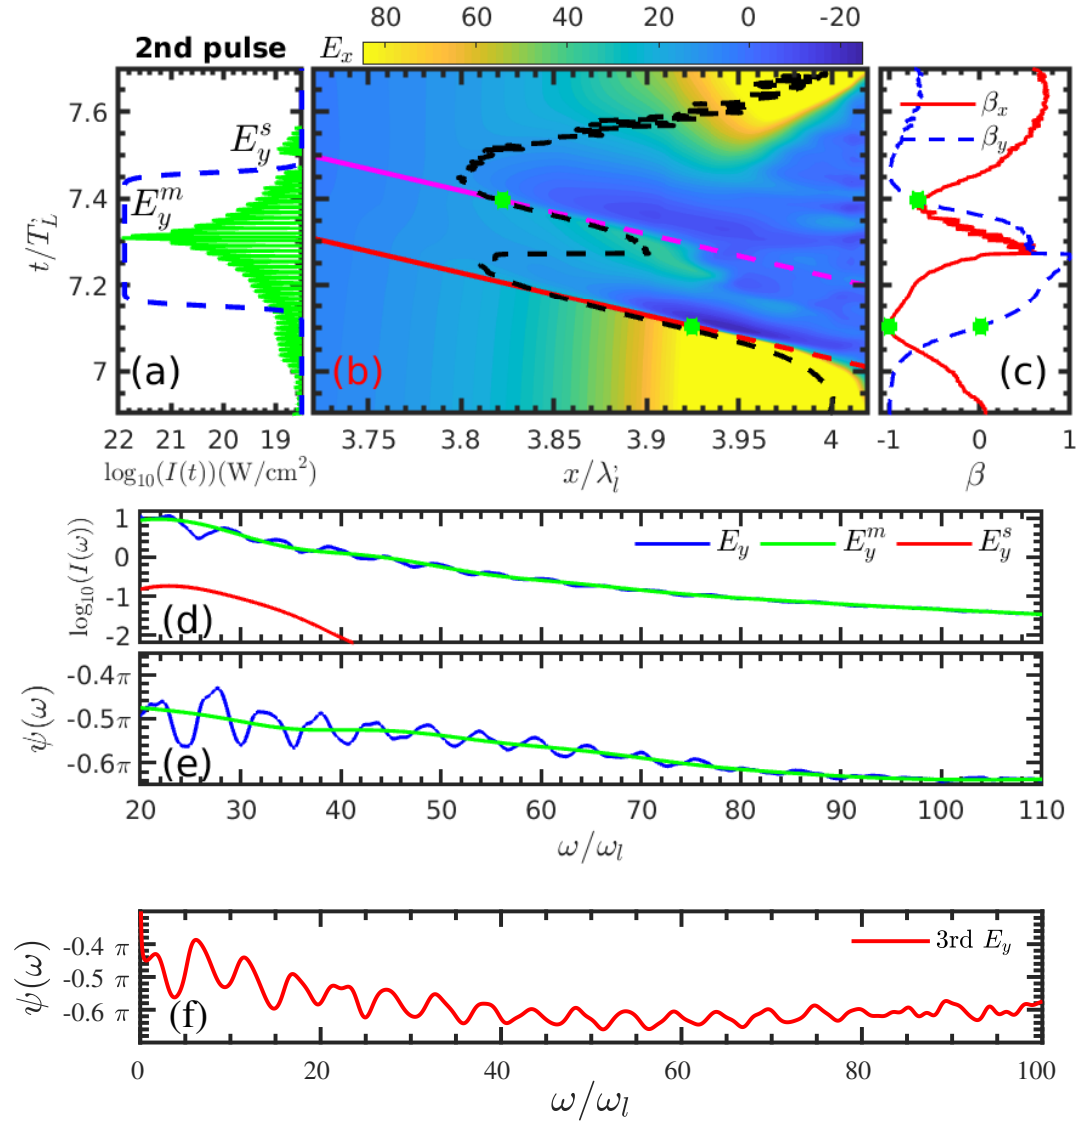 80 60 40 20 0 -20
2nd pulse
E_x
7.6
7.4
7.2
7
t/T_L^,
E_y^s
E_y^m
(a)
(b)
(c)
β_x
β_y
22 21 20 19
3.75 3.8 3.85 3.9 3.95 4
-1 0 1
log_10(I(t))(W/cm^2)
x/λ_l^,
β
log_10(I(ω))
1
0
-1
-2
E_y E_y^m E_y^s
(d)
ψ(ω)
-0.4π
-0.5π
-0.6π
(e)
20 30 40 50 60 70 80 90 100 110
ω/ω_l
ψ(ω)
-0.4 π
-0.5 π
-0.6 π
3rd E_y
(f)
0 20 40 60 80 100
ω/ω_l